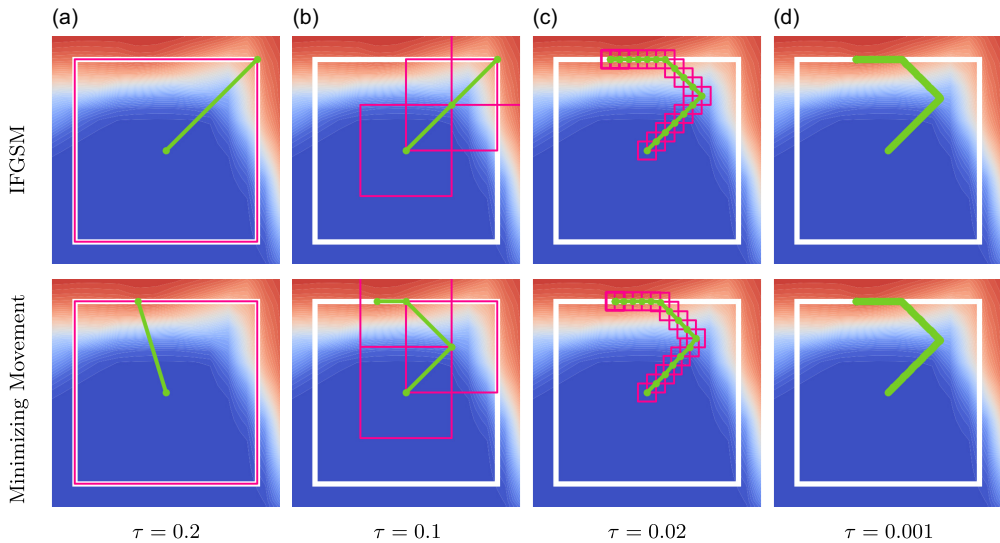 (a)
(b)
(c)
(d)
IFGSM
Minimizing Movement
τ = 0.2
τ = 0.1
τ = 0.02
τ = 0.001